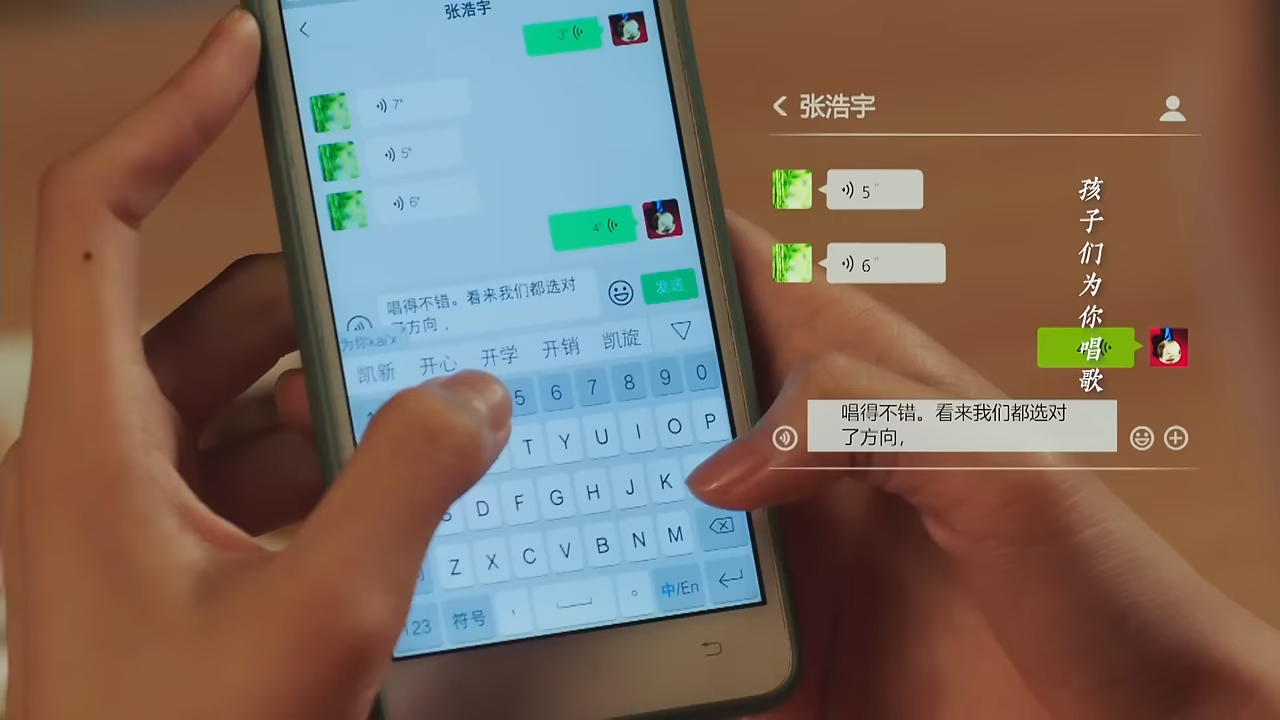 张浩宇
3"
7"
5"
6"
4"
唱得不错。看来我们都选对
了方向，
发送
为你kai'x
凯新 开心 开学 开销 凯旋
5 6 7 8 9 0
T Y U I O P
D F G H J K
Z X C V B N M
123 符号 ' 。 中/En
张浩宇
5"
6"
4"
唱得不错。看来我们都选对
了方向，
孩子们为你唱歌